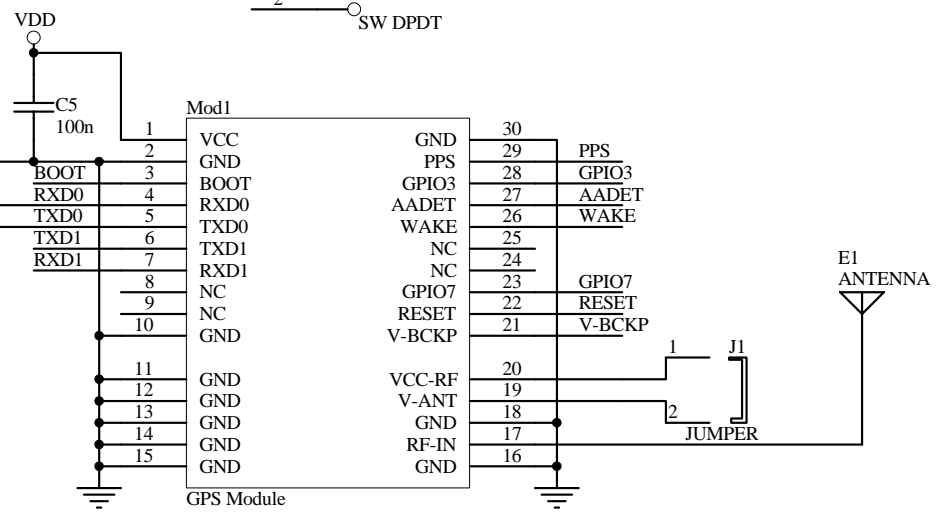 2
SW DPDT
VDD
C5
100n
Mod1
1 VCC GND 30
2 GND PPS 29 PPS
BOOT 3 BOOT GPIO3 28 GPIO3
RXD0 4 RXD0 AADET 27 AADET
TXD0 5 TXD0 WAKE 26 WAKE
TXD1 6 TXD1 NC 25
RXD1 7 RXD1 NC 24
8 NC GPIO7 23 GPIO7
9 NC RESET 22 RESET
10 GND V-BCKP 21 V-BCKP
11 GND VCC-RF 20
12 GND V-ANT 19
13 GND GND 18
14 GND RF-IN 17
15 GND GND 16
GPS Module
1 J1
2
JUMPER
E1
ANTENNA